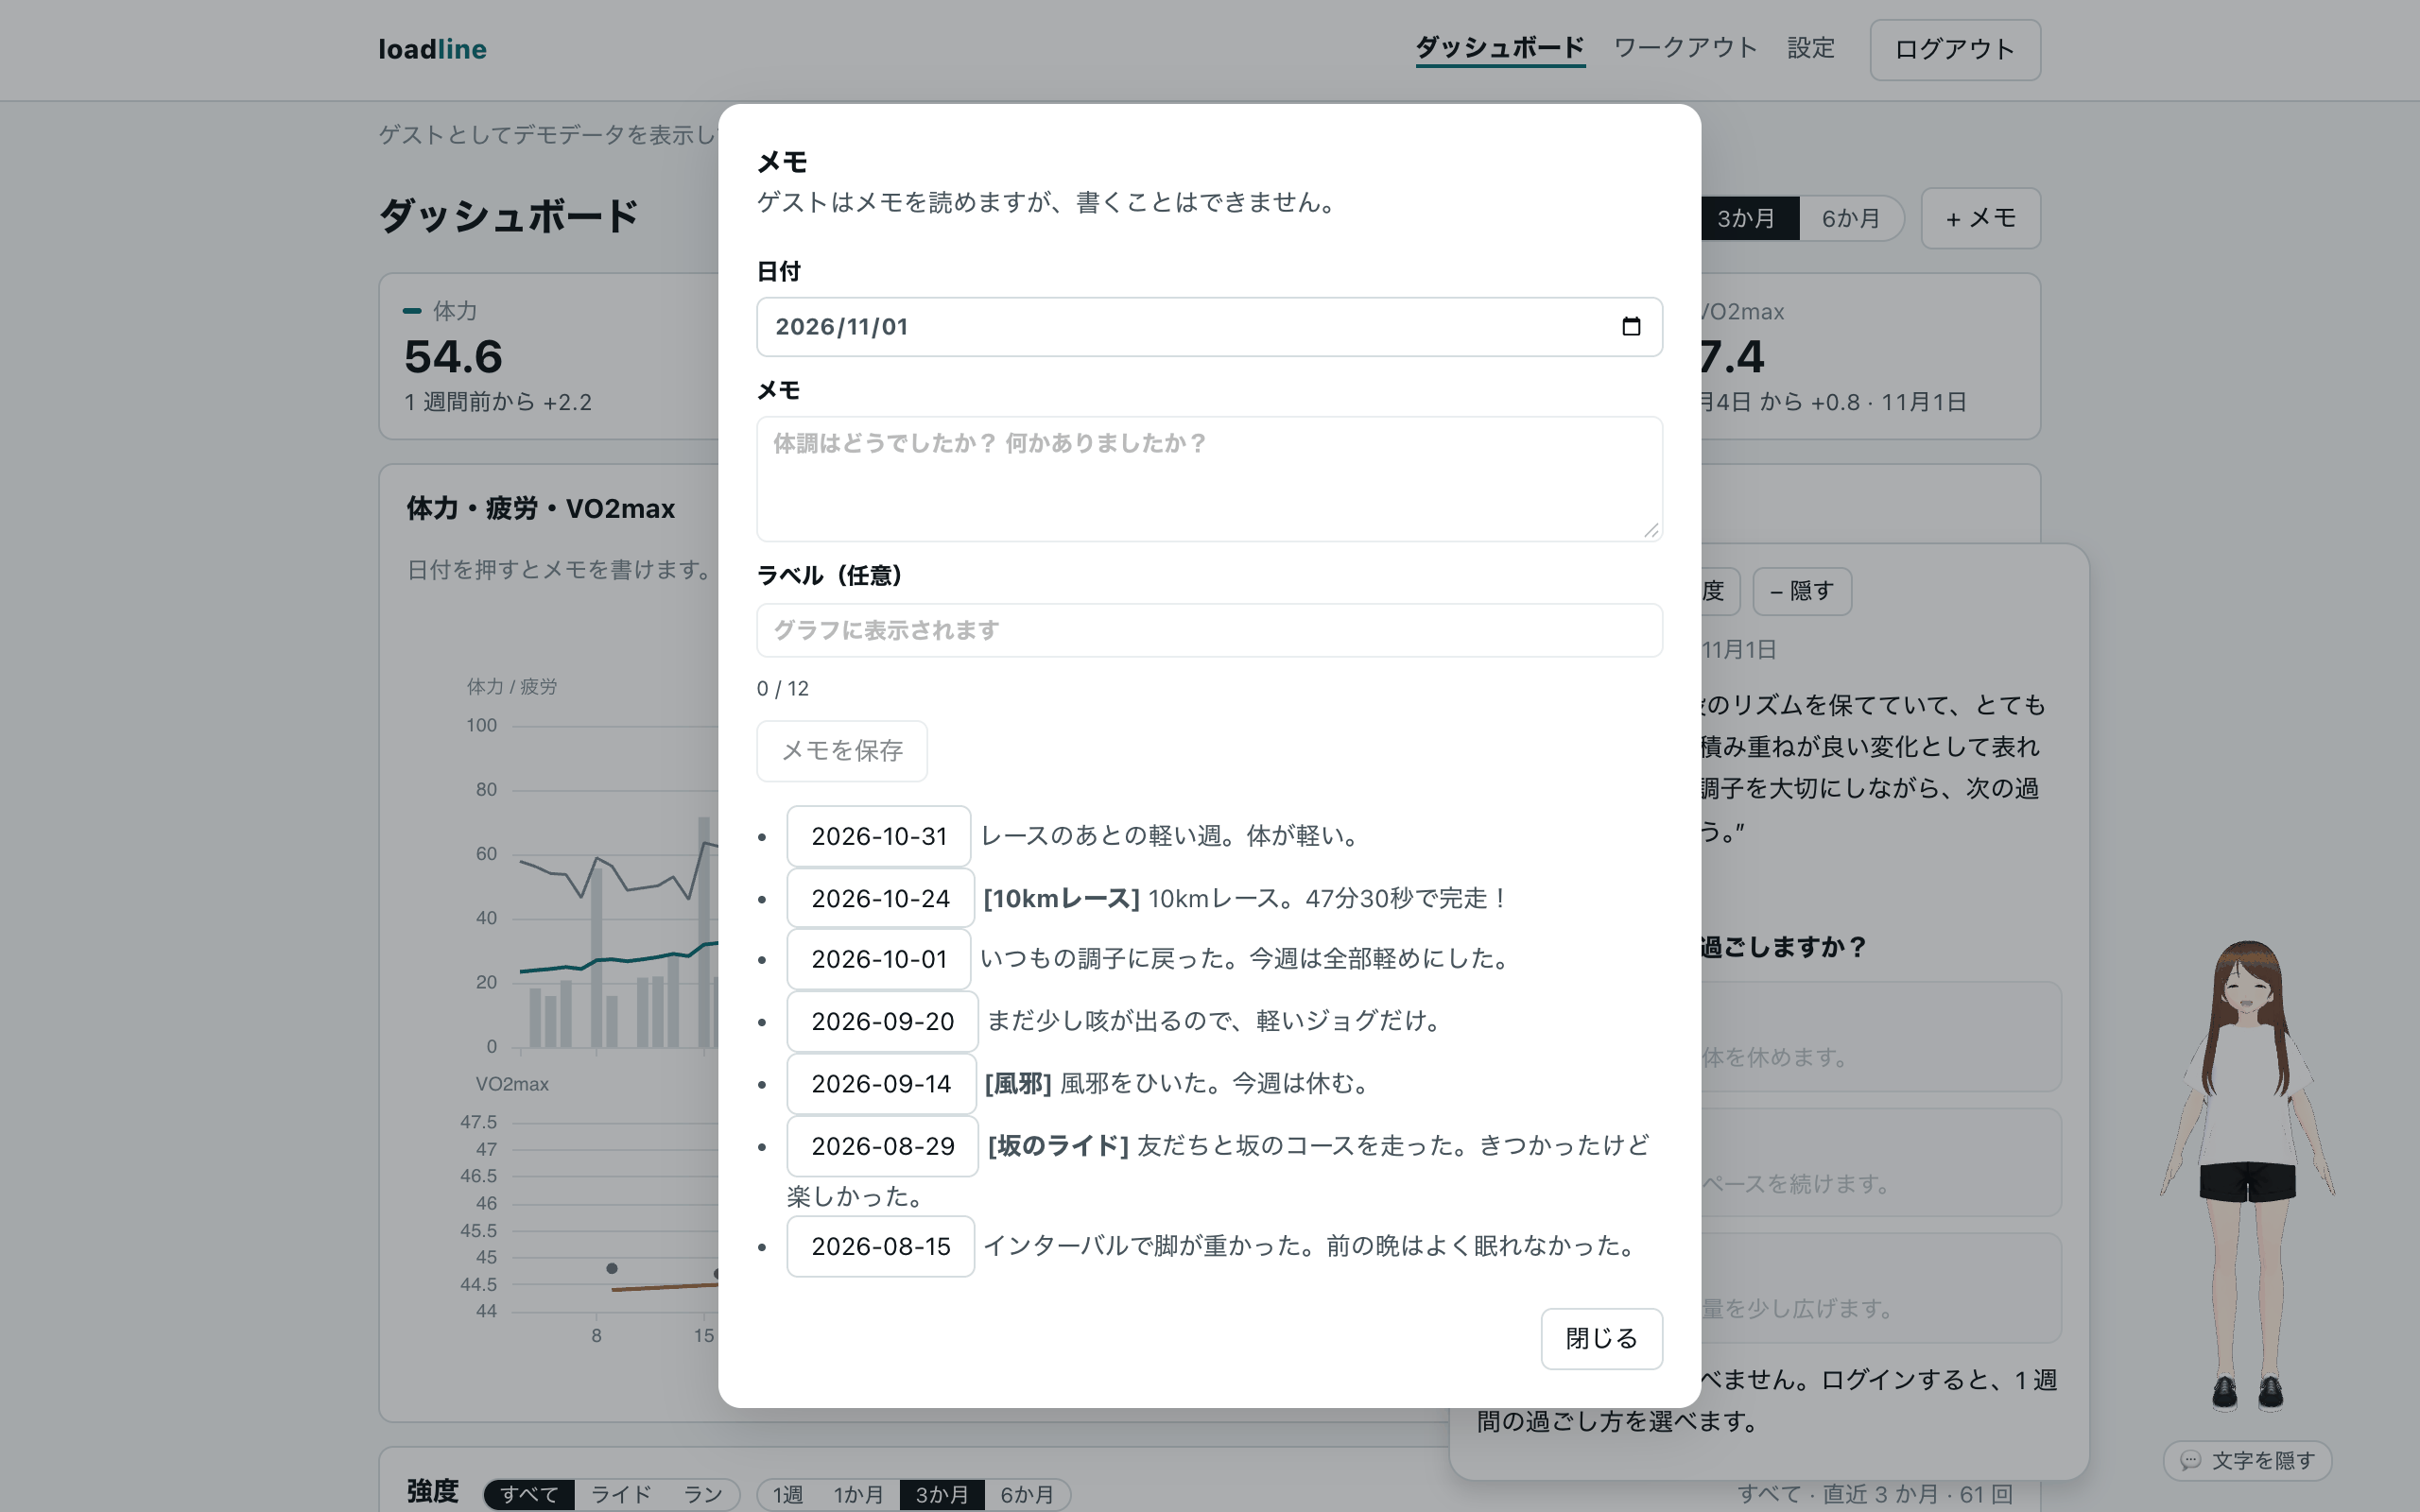 loadline
ダッシュボード ワークアウト 設定 ログアウト
ゲストとしてデモデータを表示し
ダッシュボード
3か月 6か月 + メモ
体力
54.6
1 週間前から +2.2
VO2max
7.4
月4日 から +0.8 · 11月1日
体力・疲労・VO2max
日付を押すとメモを書けます。
体力 / 疲労
100
80
60
40
20
0
VO2max
47.5
47
46.5
46
45.5
45
44.5
44
8 15
メモ
ゲストはメモを読めますが、書くことはできません。
日付
2026/11/01
メモ
体調はどうでしたか? 何かありましたか?
ラベル（任意）
グラフに表示されます
0 / 12
メモを保存
• 2026-10-31 レースのあとの軽い週。体が軽い。
• 2026-10-24 [10kmレース] 10kmレース。47分30秒で完走！
• 2026-10-01 いつもの調子に戻った。今週は全部軽めにした。
• 2026-09-20 まだ少し咳が出るので、軽いジョグだけ。
• 2026-09-14 [風邪] 風邪をひいた。今週は休む。
• 2026-08-29 [坂のライド] 友だちと坂のコースを走った。きつかったけど
楽しかった。
• 2026-08-15 インターバルで脚が重かった。前の晩はよく眠れなかった。
閉じる
度 – 隠す
11月1日
のリズムを保てていて、とても
積み重ねが良い変化として表れ
調子を大切にしながら、次の過
う。”
過ごしますか？
体を休めます。
ペースを続けます。
量を少し広げます。
べません。ログインすると、1 週
間の過ごし方を選べます。
文字を隠す
強度 すべて ライド ラン 1週 1か月 3か月 6か月 すべて · 直近 3 か月 · 61 回